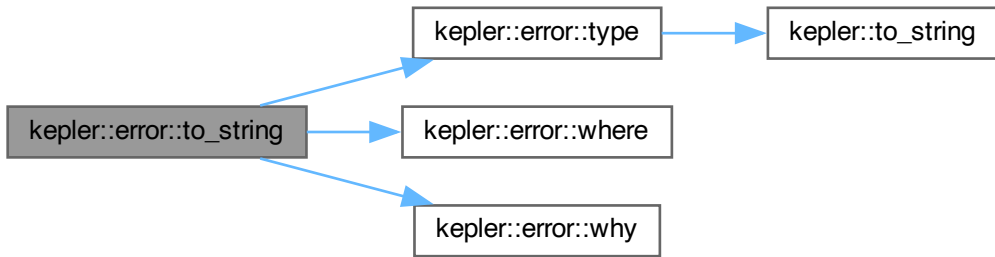 kepler::error::type
kepler::to_string
kepler::error::to_string
kepler::error::where
kepler::error::why